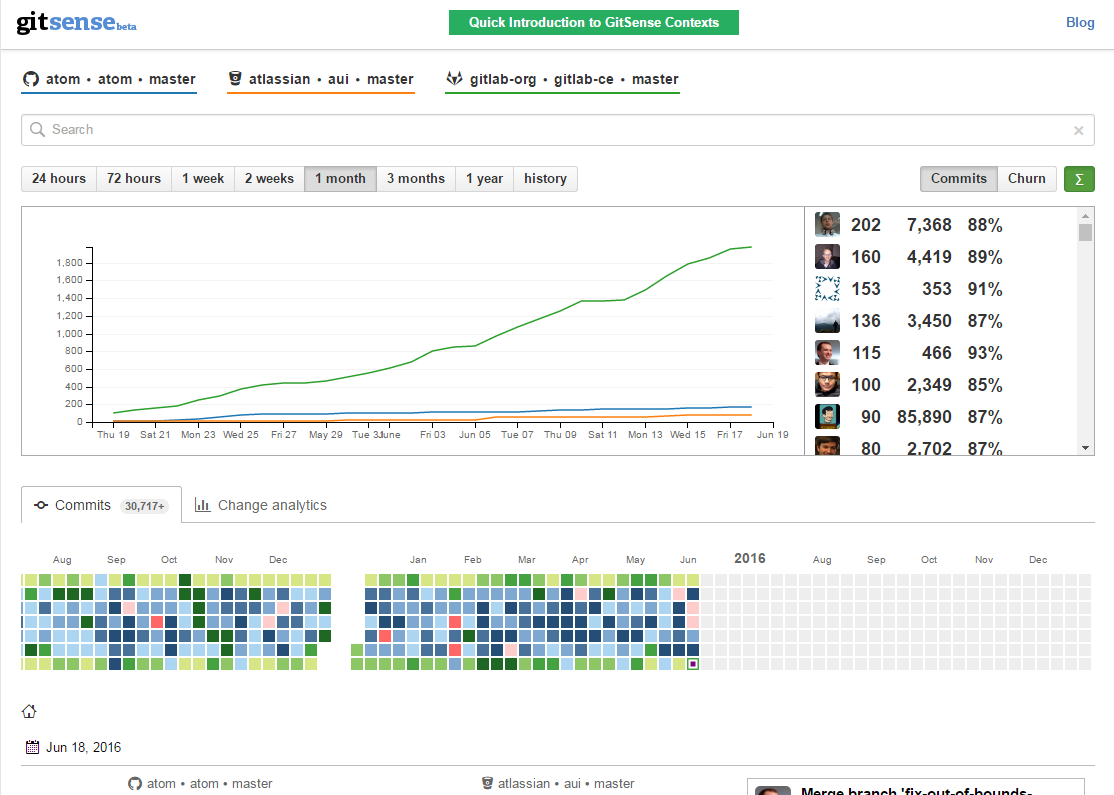 gitsense beta
Quick Introduction to GitSense Contexts
Blog
atom • atom • master
atlassian • aui • master
gitlab-org • gitlab-ce • master
Search
24 hours 72 hours 1 week 2 weeks 1 month 3 months 1 year history
Commits Churn Σ
1,800
1,600
1,400
1,200
1,000
800
600
400
200
0
Thu 19 Sat 21 Mon 23 Wed 25 Fri 27 May 29 Tue 31 June Fri 03 Jun 05 Tue 07 Thu 09 Sat 11 Mon 13 Wed 15 Fri 17 Jun 19
202 7,368 88%
160 4,419 89%
153 353 91%
136 3,450 87%
115 466 93%
100 2,349 85%
90 85,890 87%
80 2,702 87%
Commits 30,717+
Change analytics
Aug Sep Oct Nov Dec Jan Feb Mar Apr May Jun 2016 Aug Sep Oct Nov Dec
Jun 18, 2016
atom • atom • master
atlassian • aui • master
Merge branch 'fix-out-of-bounds-